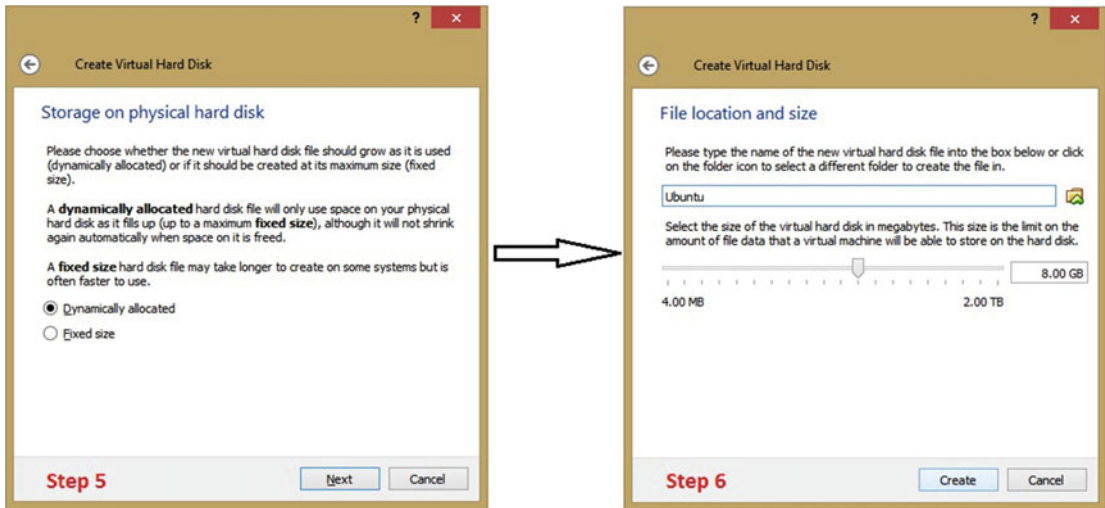 ?
×
Create Virtual Hard Disk
Storage on physical hard disk
Please choose whether the new virtual hard disk file should grow as it is used
(dynamically allocated) or if it should be created at its maximum size (fixed
size).
A dynamically allocated hard disk file will only use space on your physical
hard disk as it fills up (up to a maximum fixed size), although it will not shrink
again automatically when space on it is freed.
A fixed size hard disk file may take longer to create on some systems but is
often faster to use.
Dynamically allocated
Fixed size
Step 5
Next
Cancel
?
×
Create Virtual Hard Disk
File location and size
Please type the name of the new virtual hard disk file into the box below or click
on the folder icon to select a different folder to create the file in.
Ubuntu
Select the size of the virtual hard disk in megabytes. This size is the limit on the
amount of file data that a virtual machine will be able to store on the hard disk.
8.00 GB
4.00 MB
2.00 TB
Step 6
Create
Cancel